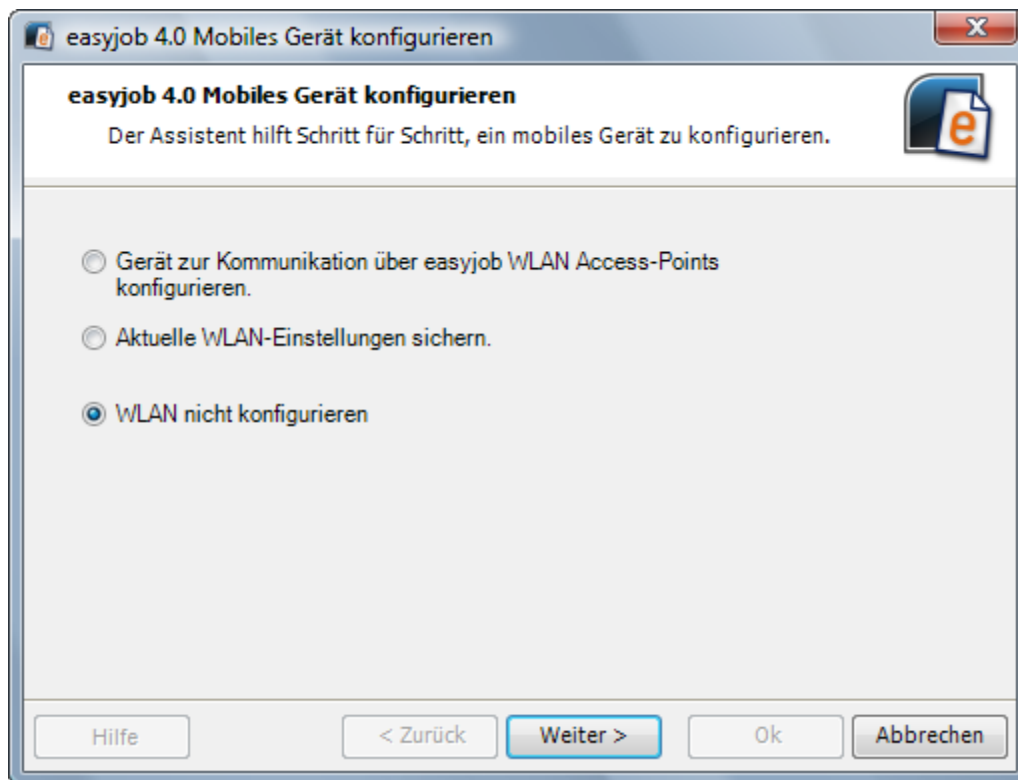 easyjob 4.0 Mobiles Gerät konfigurieren
easyjob 4.0 Mobiles Gerät konfigurieren
Der Assistent hilft Schritt für Schritt, ein mobiles Gerät zu konfigurieren.
e
Gerät zur Kommunikation über easyjob WLAN Access-Points
konfigurieren.
Aktuelle WLAN-Einstellungen sichern.
WLAN nicht konfigurieren
Hilfe < Zurück Weiter > Ok Abbrechen